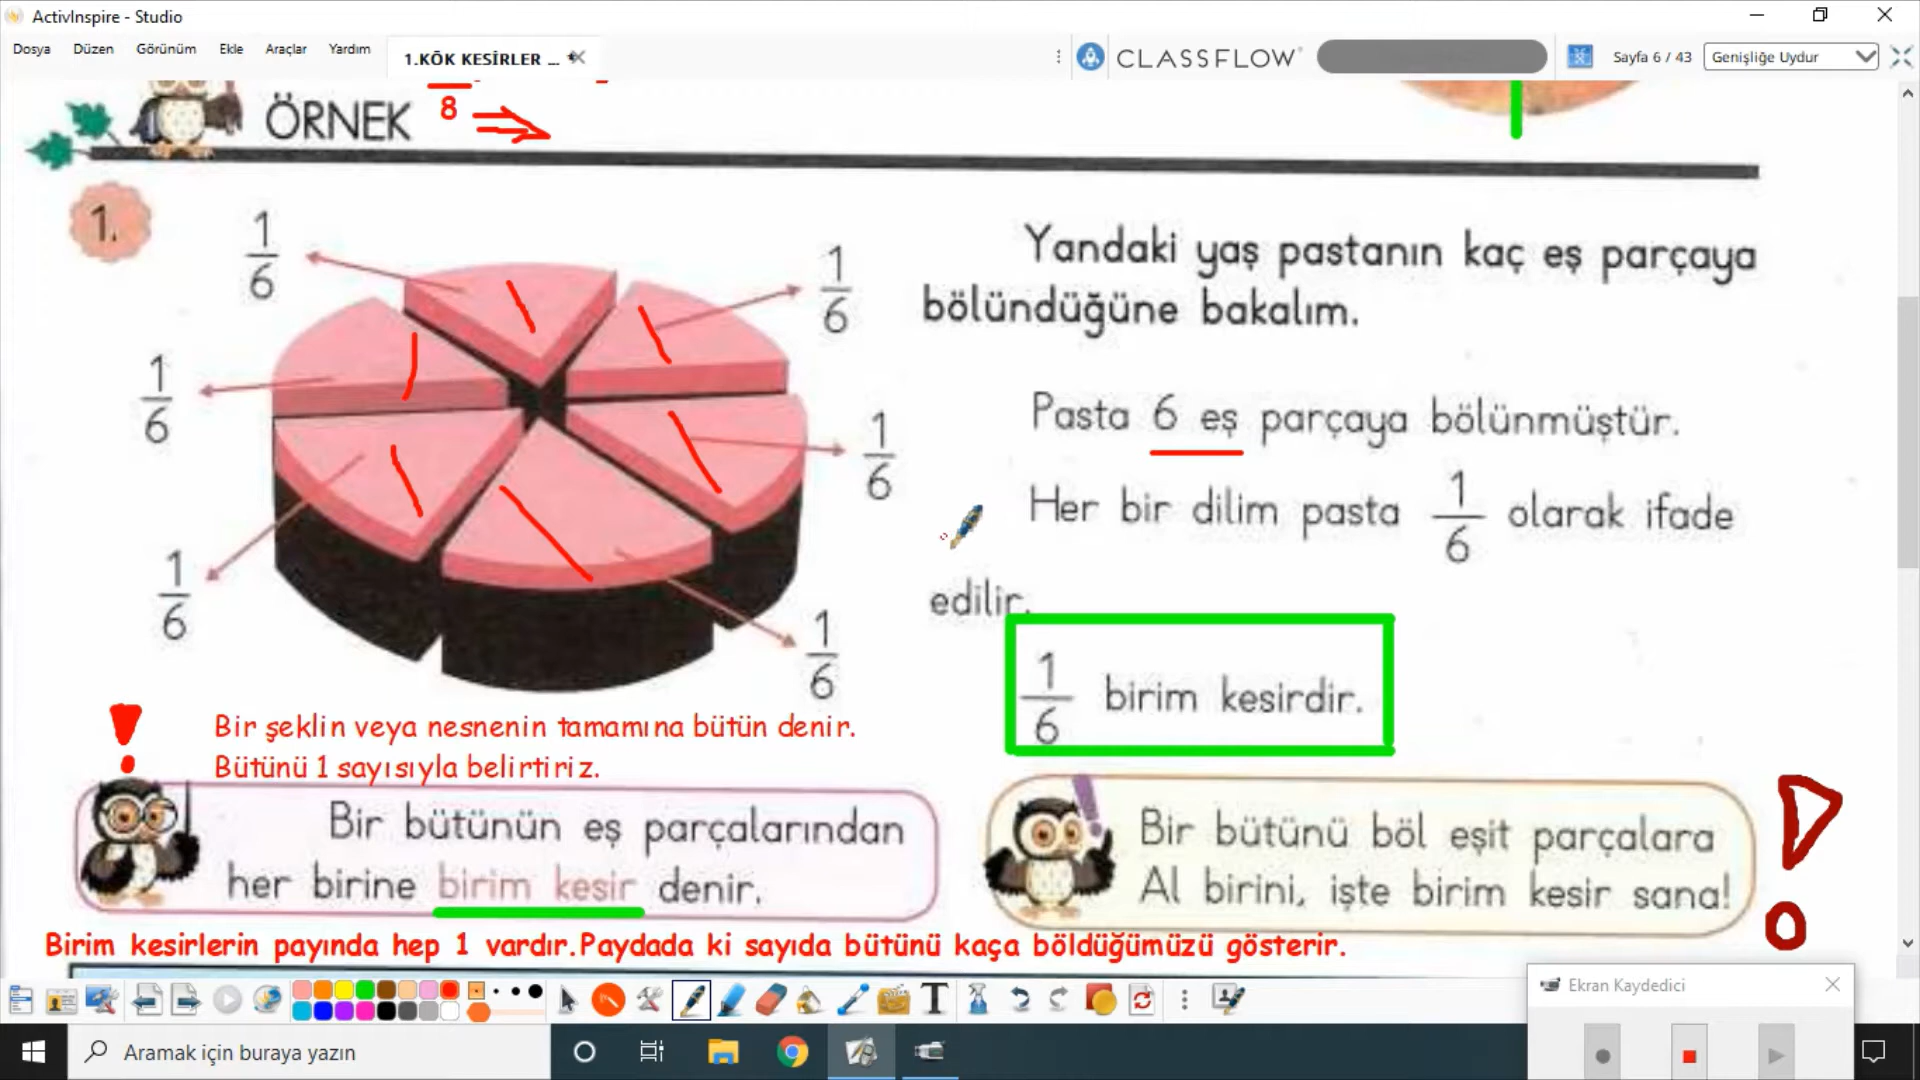 ActivInspire - Studio
Dosya Düzen Görünüm Ekle Araçlar Yardım
1.KÖK KESİRLER ...
CLASSFLOW
Sayfa 6 / 43
Genişliğe Uydur
ÖRNEK
8
1.
1/6
1/6
1/6
1/6
1/6
1/6
Yandaki yaş pastanın kaç eş parçaya
bölündüğüne bakalım.
Pasta 6 eş parçaya bölünmüştür.
Her bir dilim pasta 1/6 olarak ifade
edilir.
1/6 birim kesirdir.
Bir şeklin veya nesnenin tamamına bütün denir.
Bütünü 1 sayısıyla belirtiriz.
Bir bütünün eş parçalarından
her birine birim kesir denir.
Bir bütünü böl eşit parçalara
Al birini, işte birim kesir sana!
Birim kesirlerin payında hep 1 vardır.Paydada ki sayıda bütünü kaça böldüğümüzü gösterir.
Ekran Kaydedici
Aramak için buraya yazın